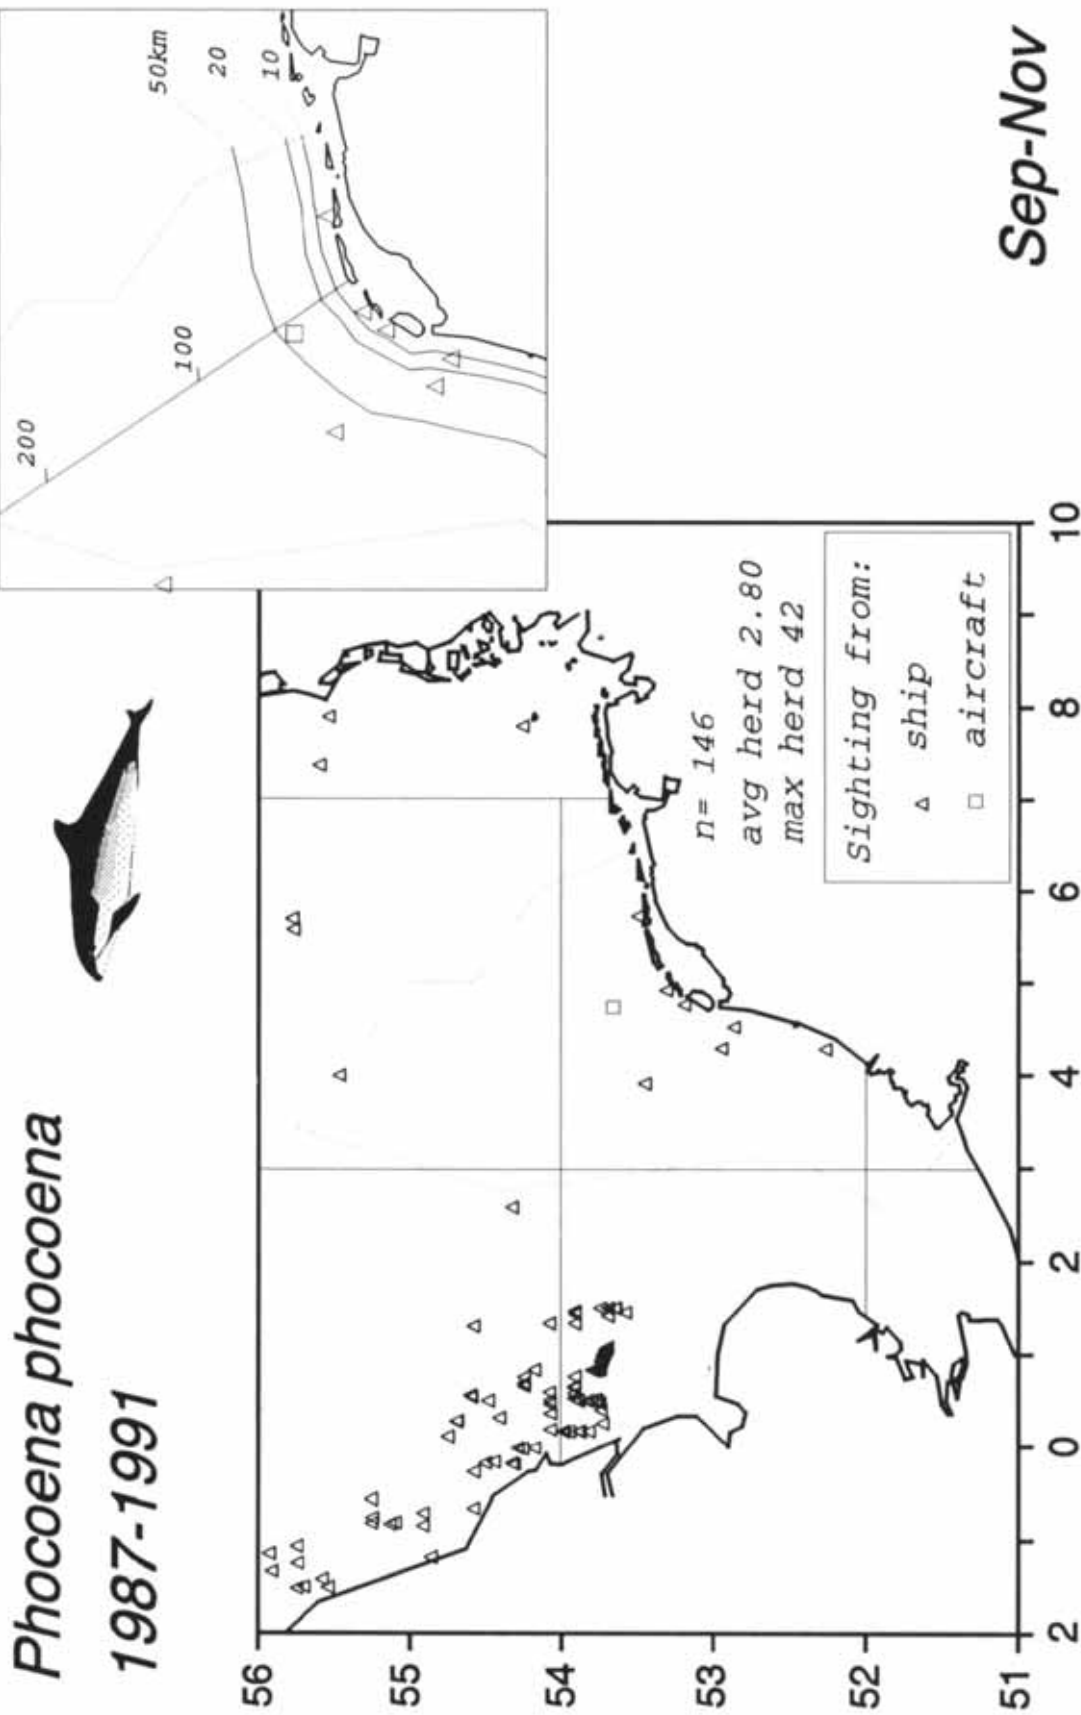 Phocoena phocoena
1987-1991
200
100
50km
20
10
56
55
54
53
52
51
2
0
2
4
6
8
10
n= 146
avg herd 2.80
max herd 42
Sighting from:
△ ship
□ aircraft
Sep-Nov